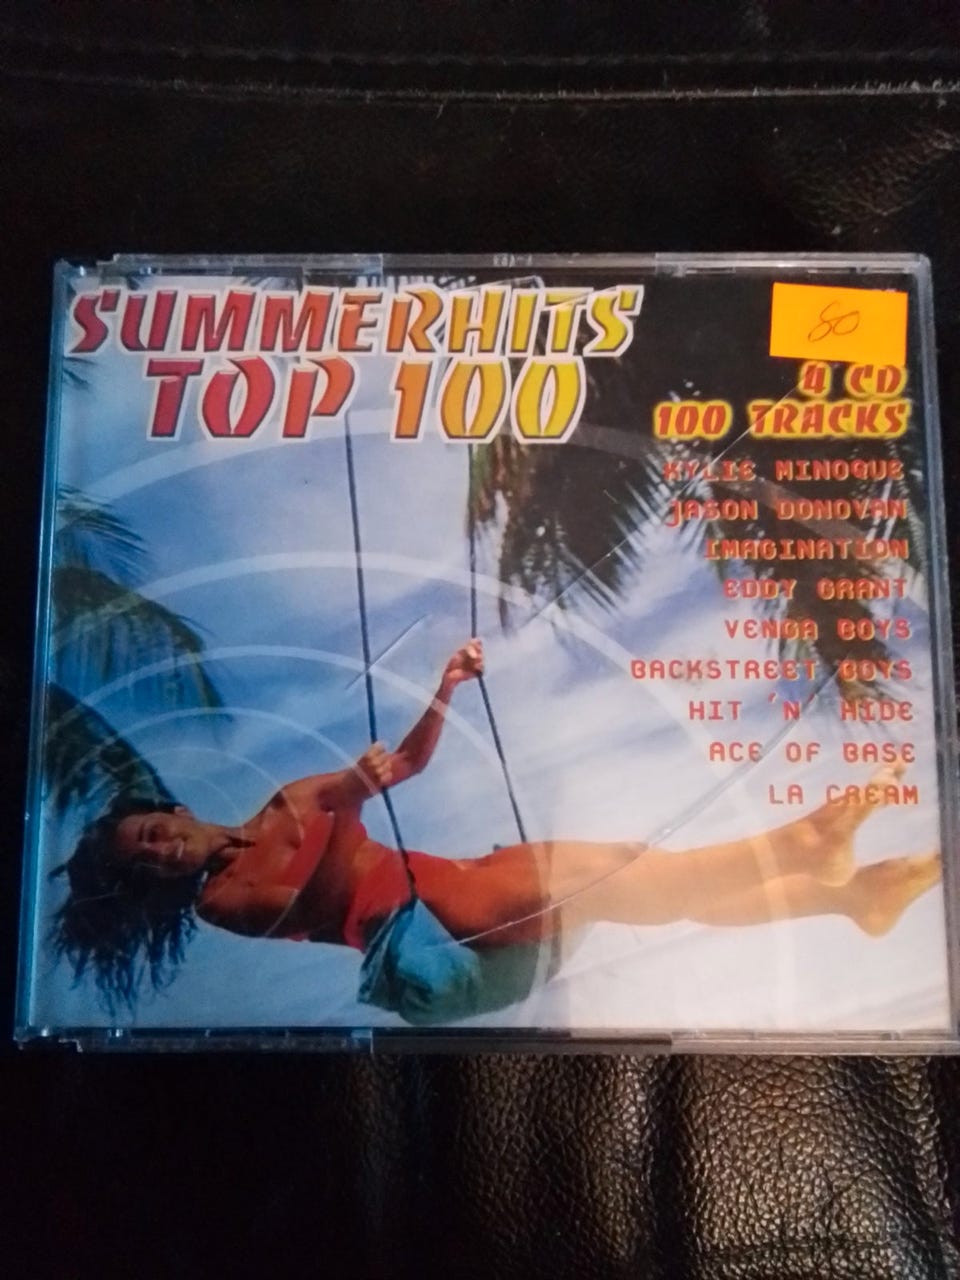 SUMMERHITS
TOP 100
80
4 CD
100 TRACKS
KYLIE MINOGUE
JASON DONOVAN
IMAGINATION
EDDY GRANT
VENGA BOYS
BACKSTREET BOYS
HIT 'N' HIDE
ACE OF BASE
LA CREAM